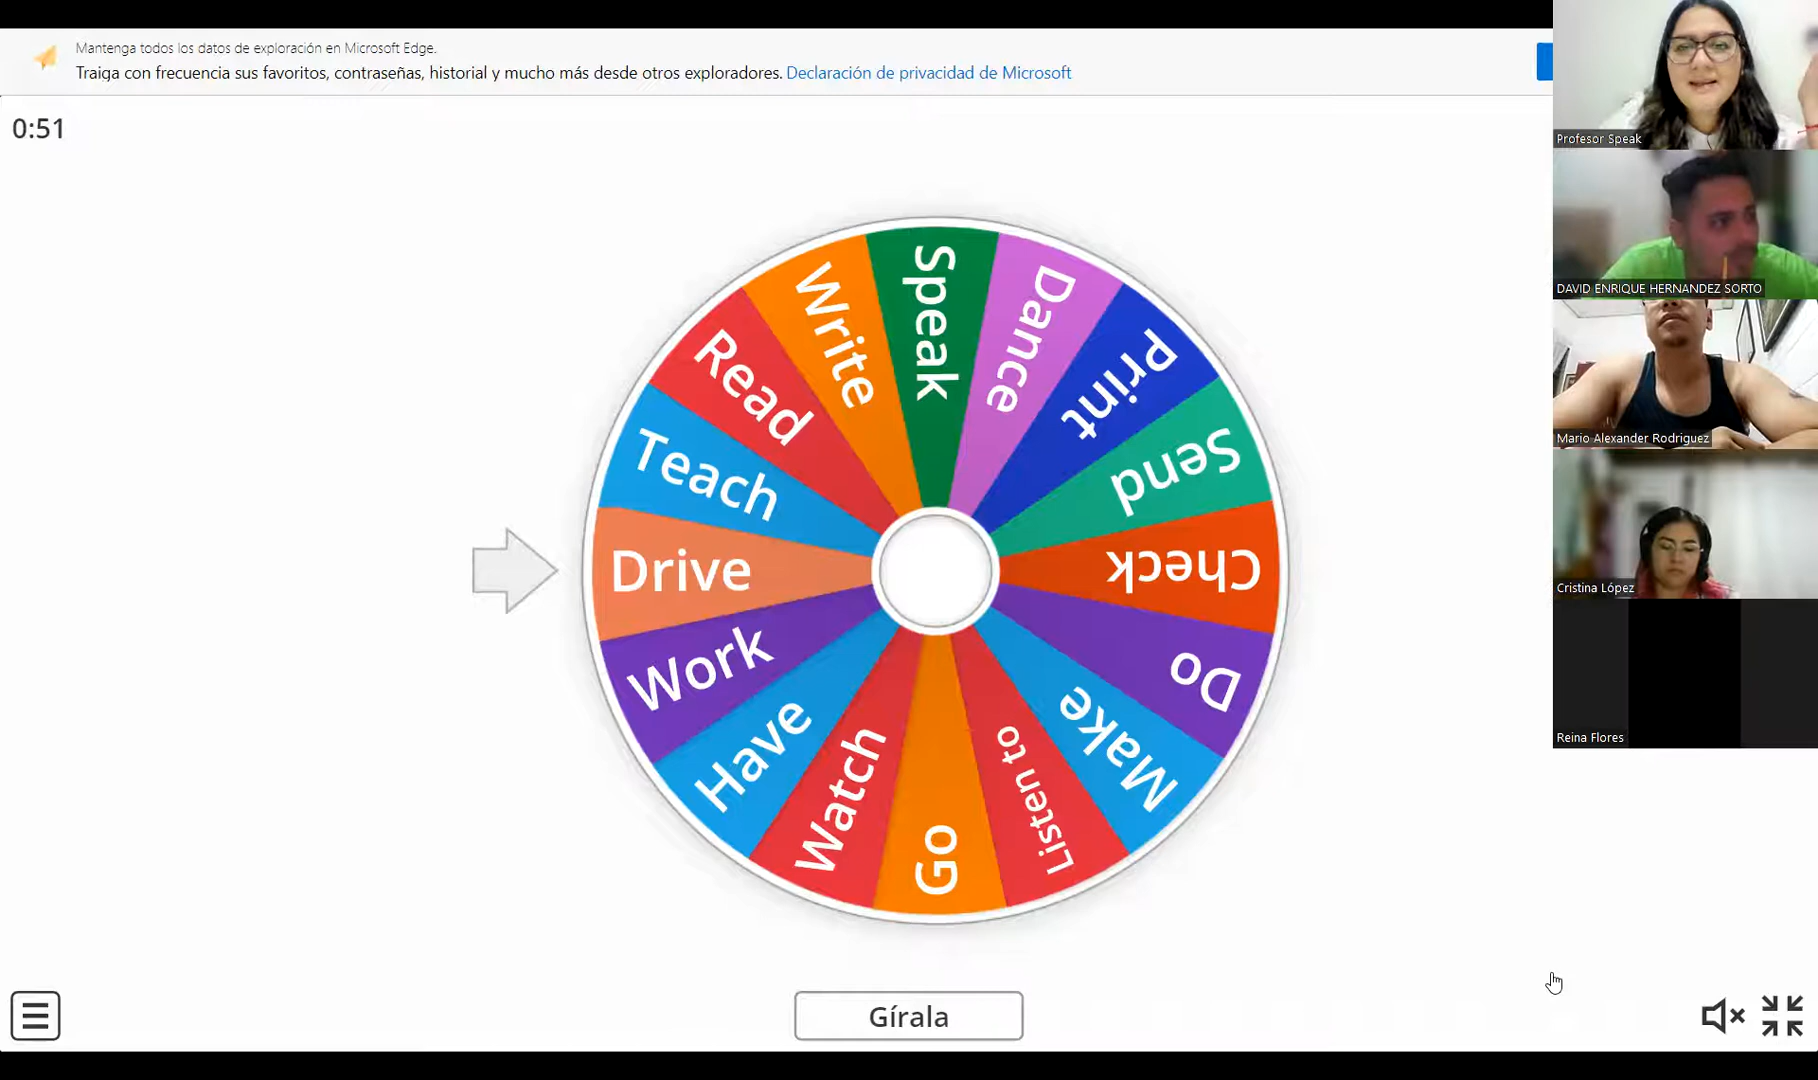 Mantenga todos los datos de exploración en Microsoft Edge.
Traiga con frecuencia sus favoritos, contraseñas, historial y mucho más desde otros exploradores. Declaración de privacidad de Microsoft
0:51
Speak
Dance
Print
Send
Check
Do
Make
Listen to
Go
Watch
Have
Work
Drive
Teach
Read
Write
Gírala
Profesor Speak
DAVID ENRIQUE HERNANDEZ SORTO
Mario Alexander Rodriguez
Cristina López
Reina Flores